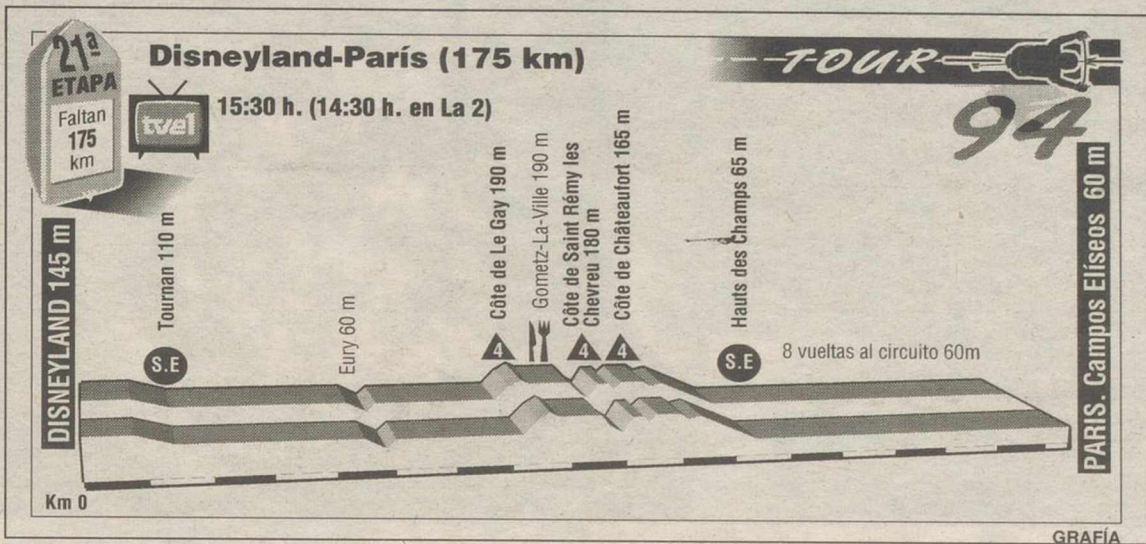 21ª
ETAPA
Faltan
175
km
Disneyland-París (175 km)
tve1
15:30 h. (14:30 h. en La 2)
TOUR
94
DISNEYLAND 145 m
Tournan 110 m
S.E
Eury 60 m
Côte de Le Gay 190 m
4
Gometz-La-Ville 190 m
Côte de Saint Rémy les
Chevreu 180 m
4
Côte de Châteaufort 165 m
4
Hauts des Champs 65 m
S.E
8 vueltas al circuito 60m
PARIS. Campos Elíseos 60 m
Km 0
GRAFÍA